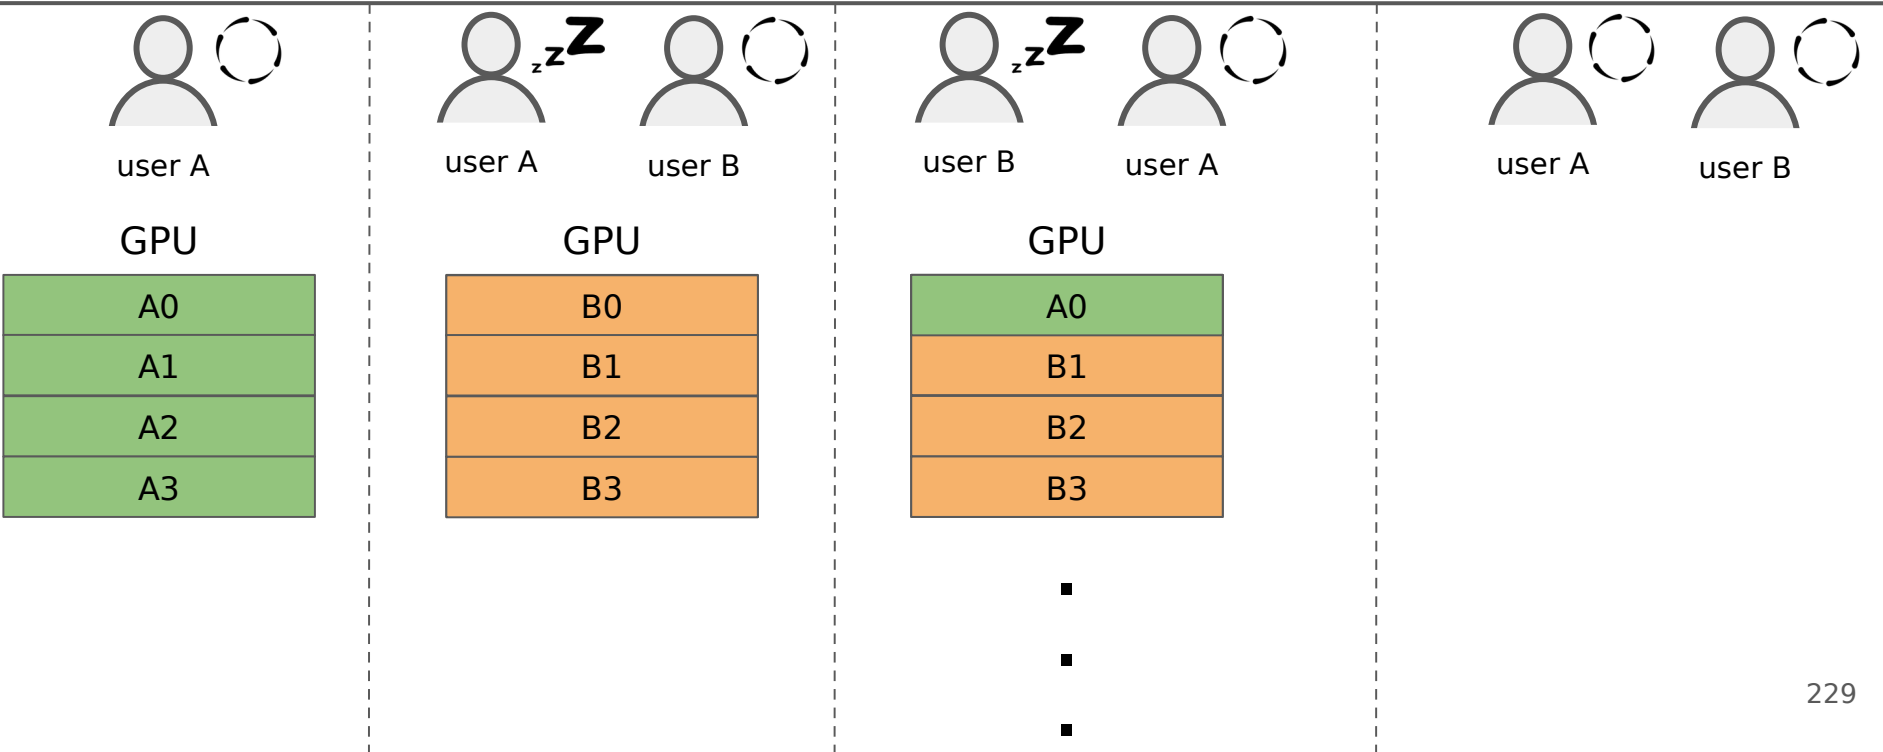 z z Z
z z Z
user A
user A
user B
user B
user A
user A
user B
GPU
A0
A1
A2
A3
GPU
B0
B1
B2
B3
GPU
A0
B1
B2
B3
229